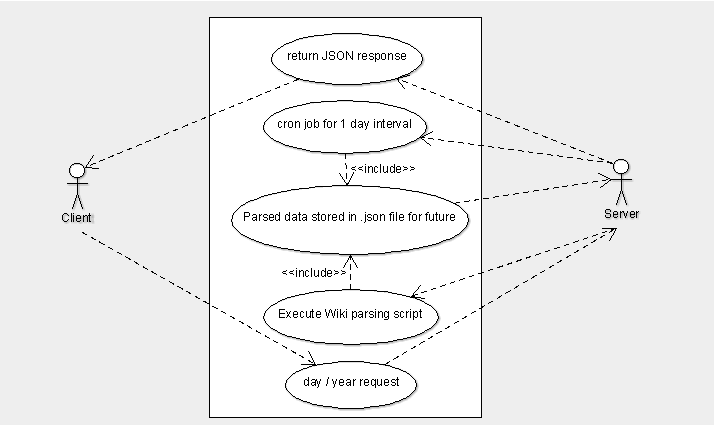 return JSON response
cron job for 1 day interval
<<include>>
Client
Parsed data stored in .json file for future
Server
<<include>>
Execute Wiki parsing script
day / year request